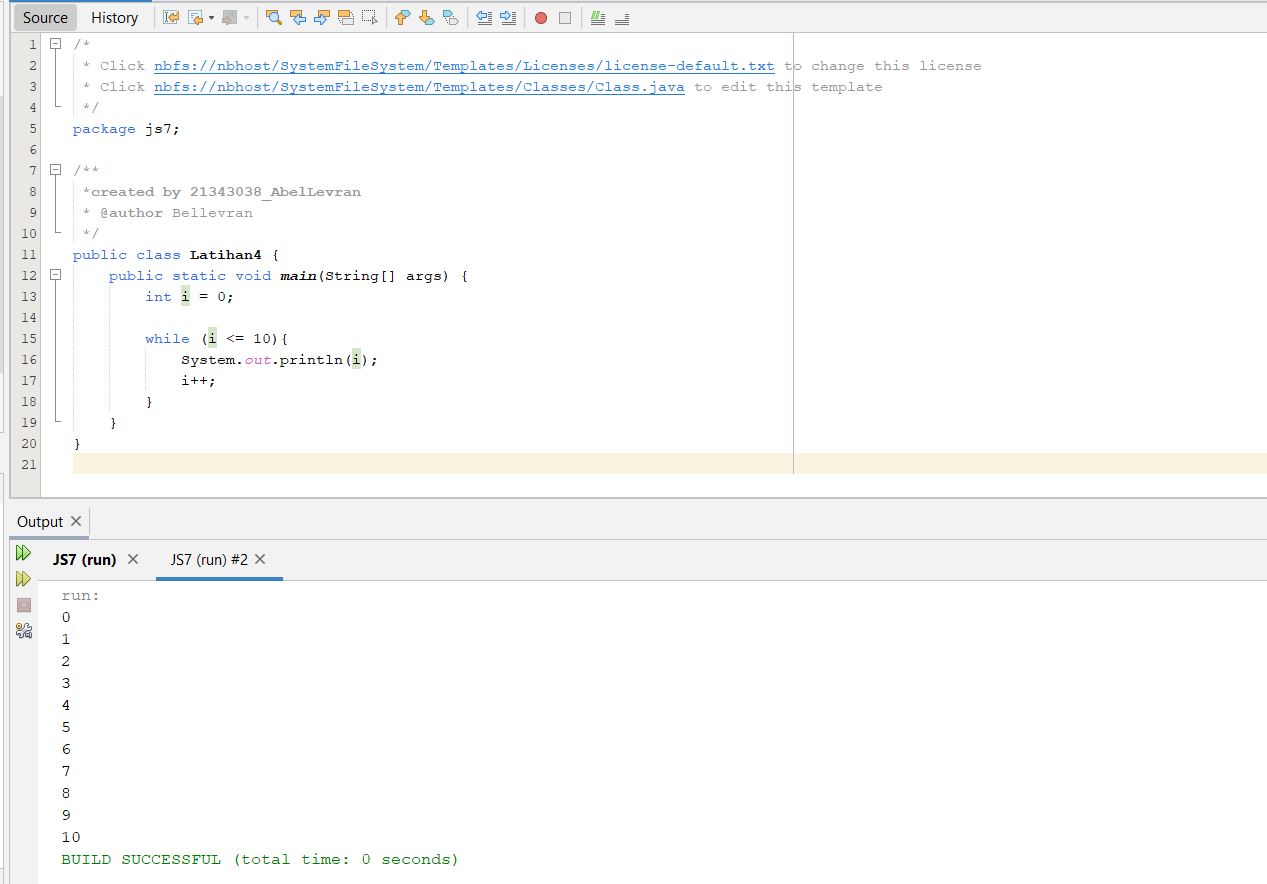 Source History
1 /*
2 * Click nbfs://nbhost/SystemFileSystem/Templates/Licenses/license-default.txt to change this license
3 * Click nbfs://nbhost/SystemFileSystem/Templates/Classes/Class.java to edit this template
4 */
5 package js7;
6
7 /**
8 *created by 21343038_AbelLevran
9 * @author Bellevran
10 */
11 public class Latihan4 {
12 public static void main(String[] args) {
13 int i = 0;
14
15 while (i <= 10){
16 System.out.println(i);
17 i++;
18 }
19 }
20 }
21
Output
JS7 (run) JS7 (run) #2
run:
0
1
2
3
4
5
6
7
8
9
10
BUILD SUCCESSFUL (total time: 0 seconds)